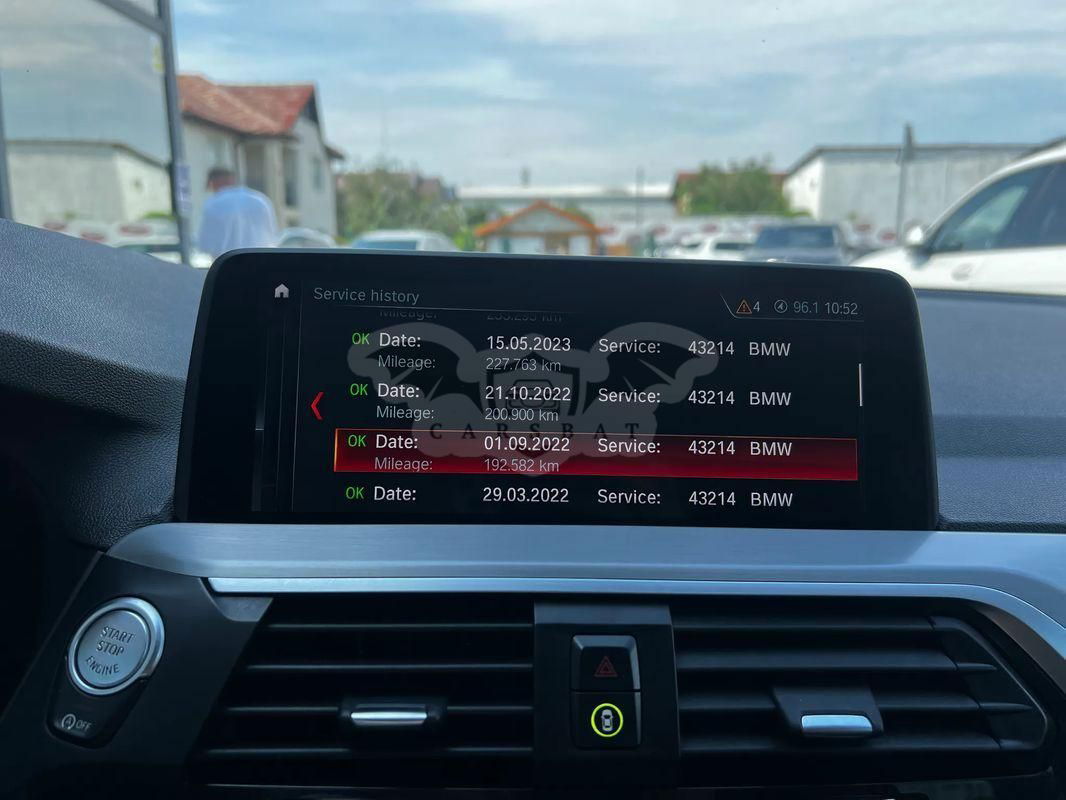 Service history
4 96.1 10:52
Mileage:
OK Date: 15.05.2023 Service: 43214 BMW
Mileage: 227.763 km
OK Date: 21.10.2022 Service: 43214 BMW
Mileage: 200.900 km
CARSBAT
OK Date: 01.09.2022 Service: 43214 BMW
Mileage: 192.582 km
OK Date: 29.03.2022 Service: 43214 BMW
START
STOP
ENGINE
OFF